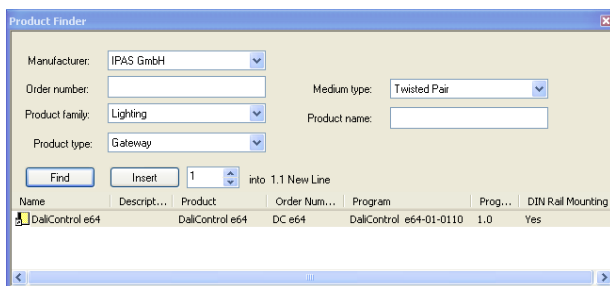 Product Finder
Manufacturer: IPAS GmbH
Order number: Medium type: Twisted Pair
Product family: Lighting Product name:
Product type: Gateway
Find Insert 1 into 1.1 New Line
Name Descript... Product Order Num... Program Prog... DIN Rail Mounting
DaliControl e64 DaliControl e64 DC e64 DaliControl e64-01-0110 1.0 Yes